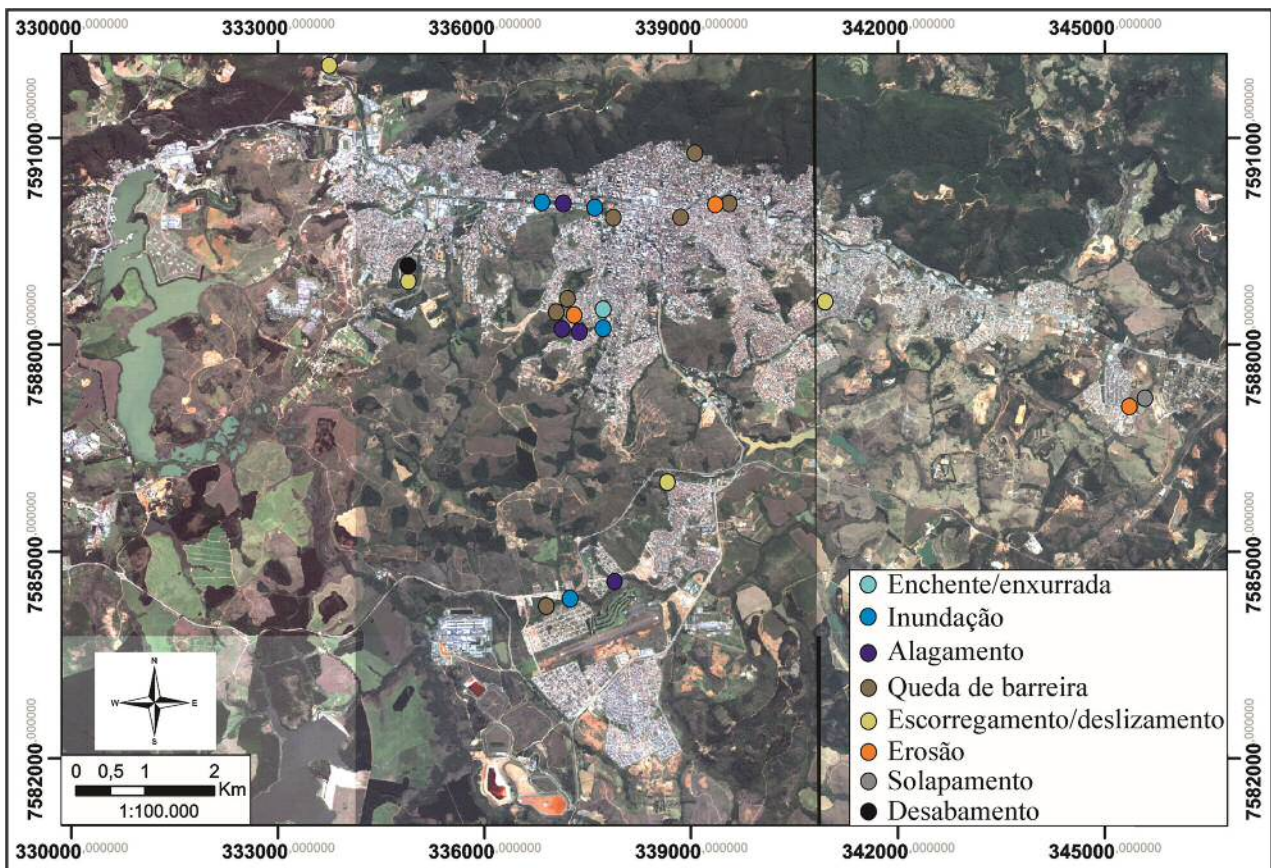 330000,000000 333000,000000 336000,000000 339000,000000 342000,000000 345000,000000
7591000,000000 7591000,000000
7588000,000000 7588000,000000
7585000,000000 7585000,000000
Enchente/enxurrada
Inundação
Alagamento
Queda de barreira
Escorregamento/deslizamento
Erosão
Solapamento
Desabamento
N
W E
S
7582000,000000 7582000,000000
0 0,5 1 2 Km
1:100.000
330000,000000 333000,000000 336000,000000 339000,000000 342000,000000 345000,000000